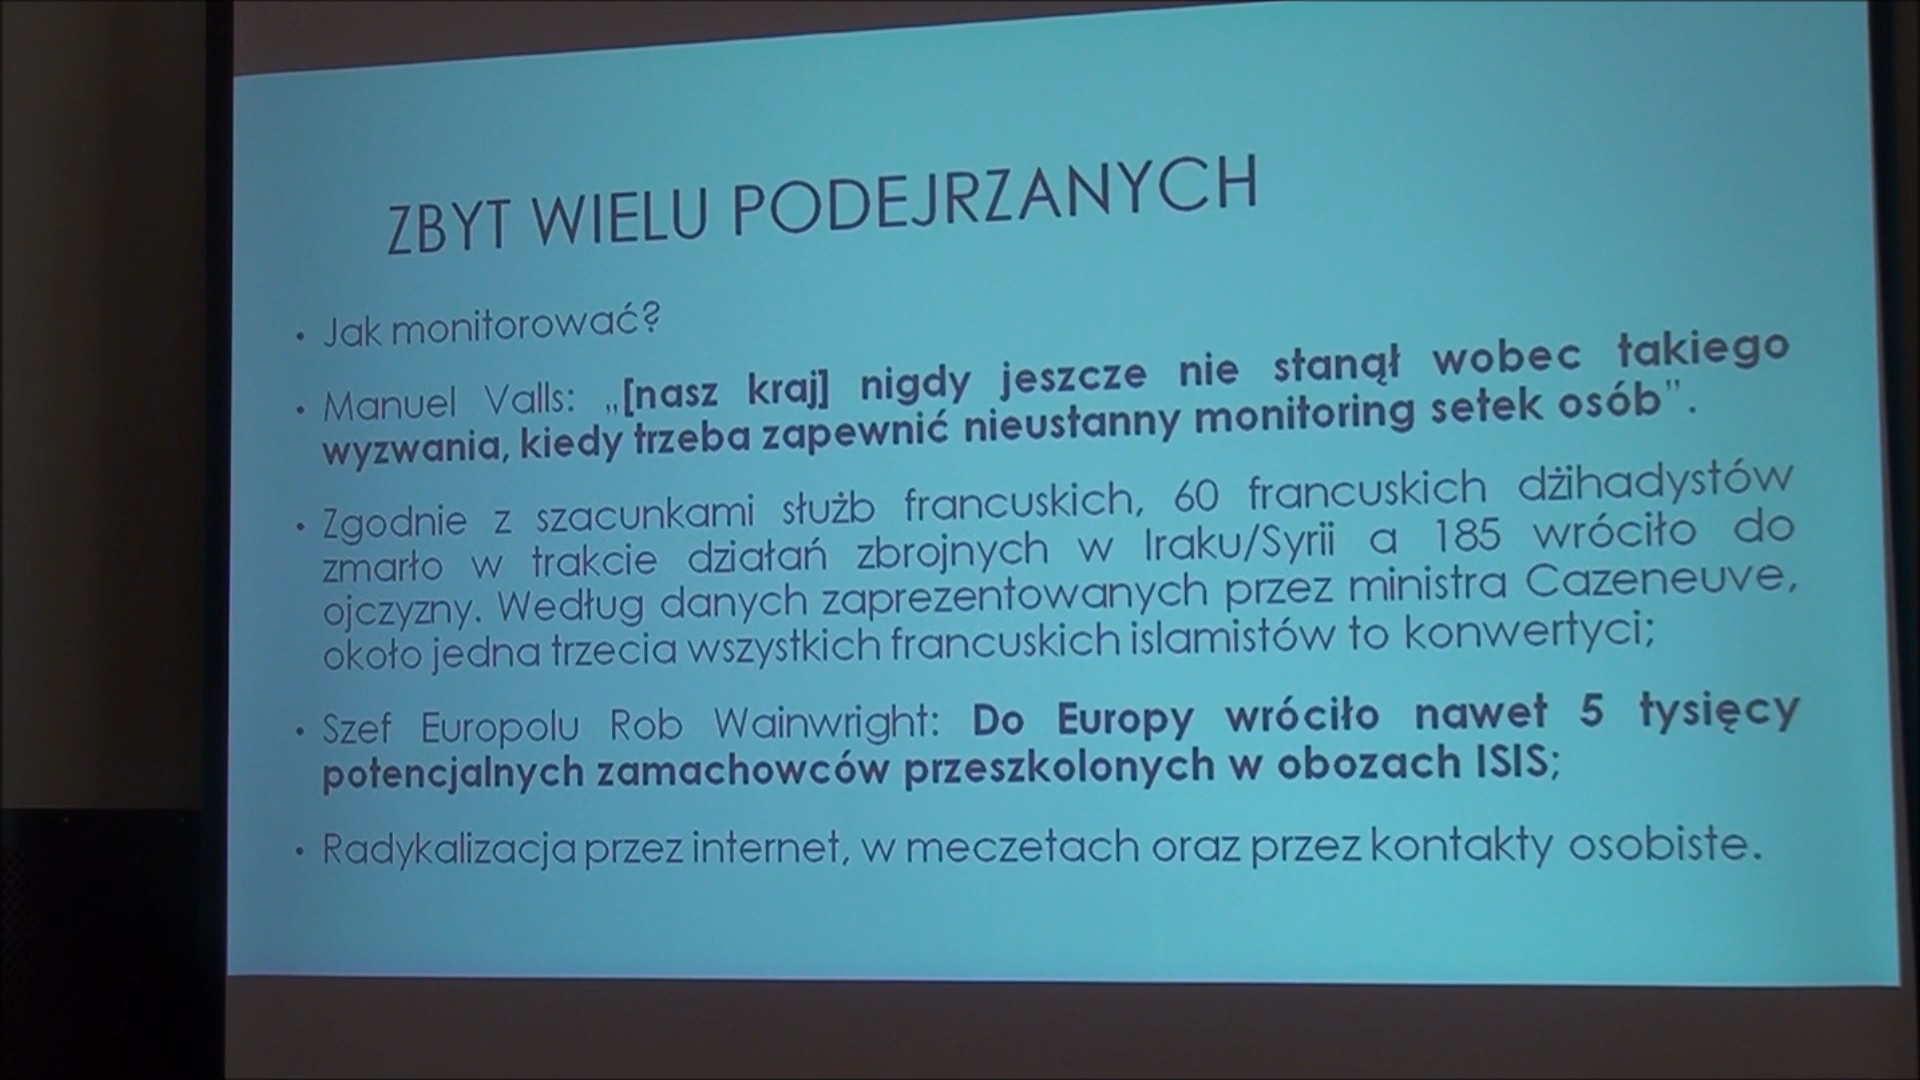 ZBYT WIELU PODEJRZANYCH
• Jak monitorować?
• Manuel Valls: „[nasz kraj] nigdy jeszcze nie stanął wobec takiego
wyzwania, kiedy trzeba zapewnić nieustanny monitoring setek osób”.
• Zgodnie z szacunkami służb francuskich, 60 francuskich dżihadystów
zmarło w trakcie działań zbrojnych w Iraku/Syrii a 185 wróciło do
ojczyzny. Według danych zaprezentowanych przez ministra Cazeneuve,
około jedna trzecia wszystkich francuskich islamistów to konwertyci;
• Szef Europolu Rob Wainwright: Do Europy wróciło nawet 5 tysięcy
potencjalnych zamachowców przeszkolonych w obozach ISIS;
• Radykalizacja przez internet, w meczetach oraz przez kontakty osobiste.